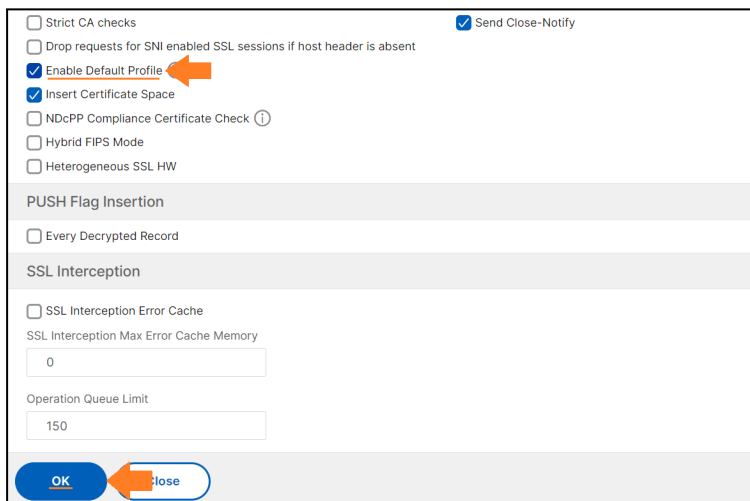 Strict CA checks
Send Close-Notify
Drop requests for SNI enabled SSL sessions if host header is absent
Enable Default Profile
Insert Certificate Space
NDcPP Compliance Certificate Check
Hybrid FIPS Mode
Heterogeneous SSL HW
PUSH Flag Insertion
Every Decrypted Record
SSL Interception
SSL Interception Error Cache
SSL Interception Max Error Cache Memory
0
Operation Queue Limit
150
OK
Close